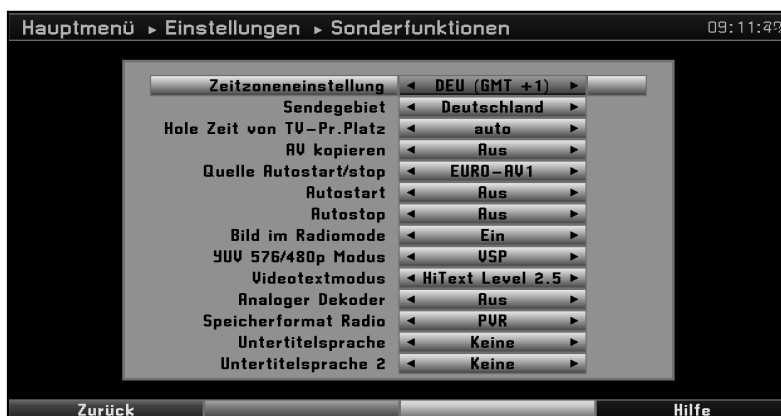 Hauptmenü ▸ Einstellungen ▸ Sonderfunktionen 09:11:49
Zeitzoneneinstellung ◂ DEU (GMT +1) ▸
Sendegebiet ◂ Deutschland ▸
Hole Zeit von TV-Pr.Platz ◂ auto ▸
AV kopieren ◂ Aus ▸
Quelle Autostart/stop ◂ EURO-AV1 ▸
Autostart ◂ Aus ▸
Autostop ◂ Aus ▸
Bild im Radiomode ◂ Ein ▸
YUV 576/480p Modus ◂ VSP ▸
Videotextmodus ◂ HiText Level 2.5 ▸
Analoger Dekoder ◂ Aus ▸
Speicherformat Radio ◂ PVR ▸
Untertitelsprache ◂ Keine ▸
Untertitelsprache 2 ◂ Keine ▸
Zurück Hilfe